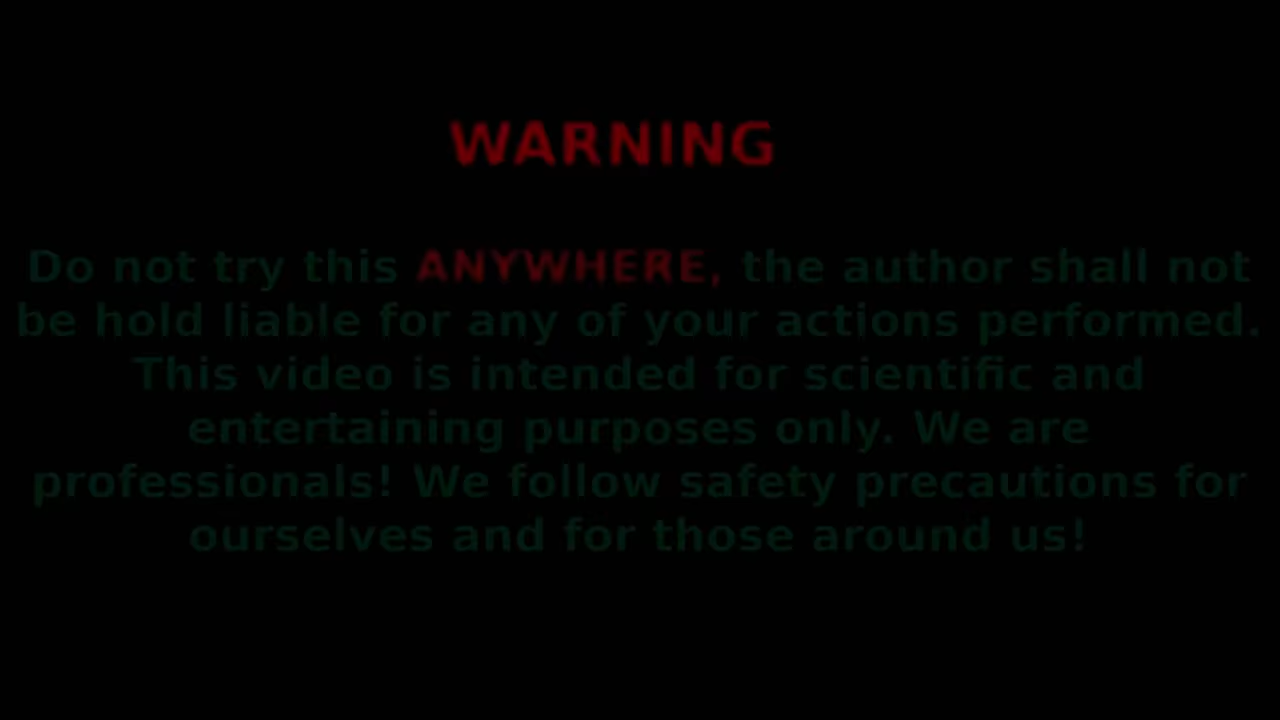 WARNING
Do not try this ANYWHERE, the author shall not
be hold liable for any of your actions performed.
This video is intended for scientific and
entertaining purposes only. We are
professionals! We follow safety precautions for
ourselves and for those around us!